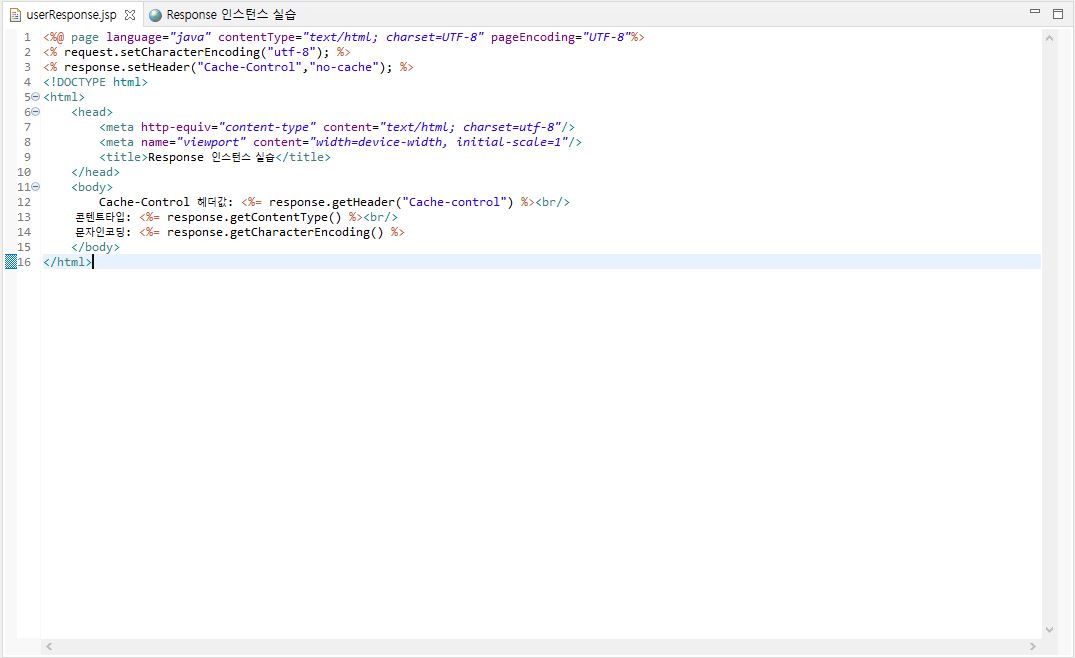 userResponse.jsp Response 인스턴스 실습
1 <%@ page language="java" contentType="text/html; charset=UTF-8" pageEncoding="UTF-8"%>
2 <% request.setCharacterEncoding("utf-8"); %>
3 <% response.setHeader("Cache-Control","no-cache"); %>
4 <!DOCTYPE html>
5 <html>
6 <head>
7 <meta http-equiv="content-type" content="text/html; charset=utf-8"/>
8 <meta name="viewport" content="width=device-width, initial-scale=1"/>
9 <title>Response 인스턴스 실습</title>
10 </head>
11 <body>
12 Cache-Control 헤더값: <%= response.getHeader("Cache-control") %><br/>
13 콘텐트타입: <%= response.getContentType() %><br/>
14 문자인코딩: <%= response.getCharacterEncoding() %>
15 </body>
16 </html>